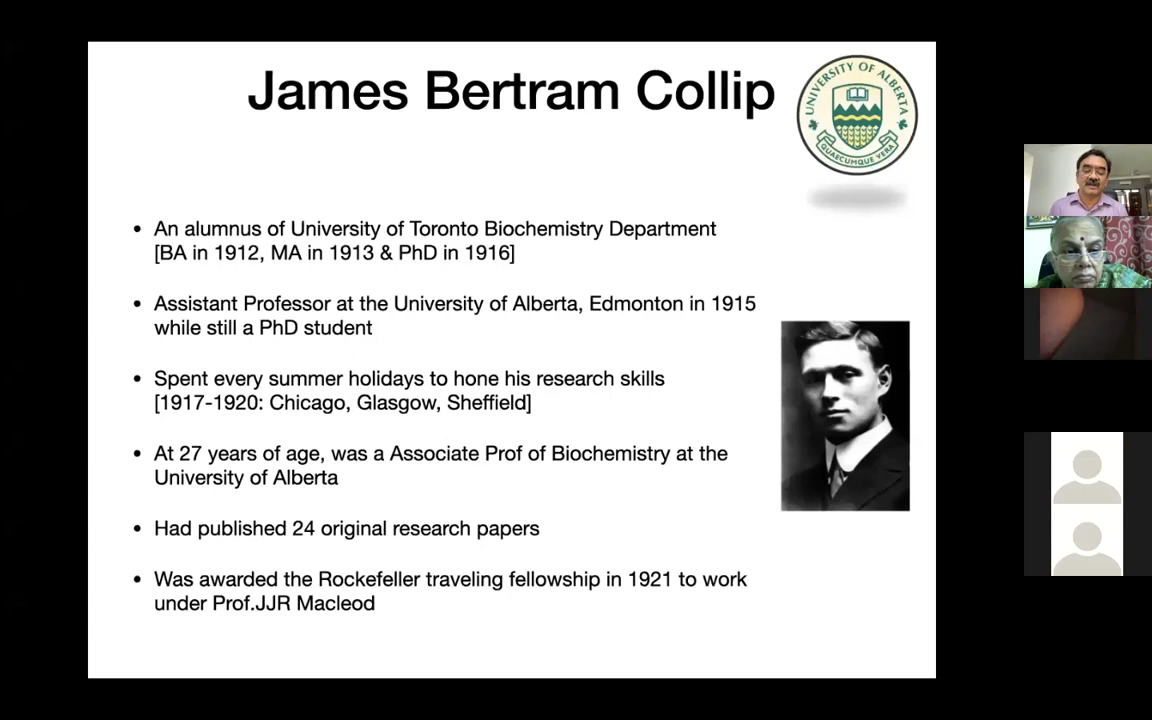 James Bertram Collip
UNIVERSITY OF ALBERTA
QUAECUMQUE VERA
• An alumnus of University of Toronto Biochemistry Department
[BA in 1912, MA in 1913 & PhD in 1916]
• Assistant Professor at the University of Alberta, Edmonton in 1915
while still a PhD student
• Spent every summer holidays to hone his research skills
[1917-1920: Chicago, Glasgow, Sheffield]
• At 27 years of age, was a Associate Prof of Biochemistry at the
University of Alberta
• Had published 24 original research papers
• Was awarded the Rockefeller traveling fellowship in 1921 to work
under Prof.JJR Macleod